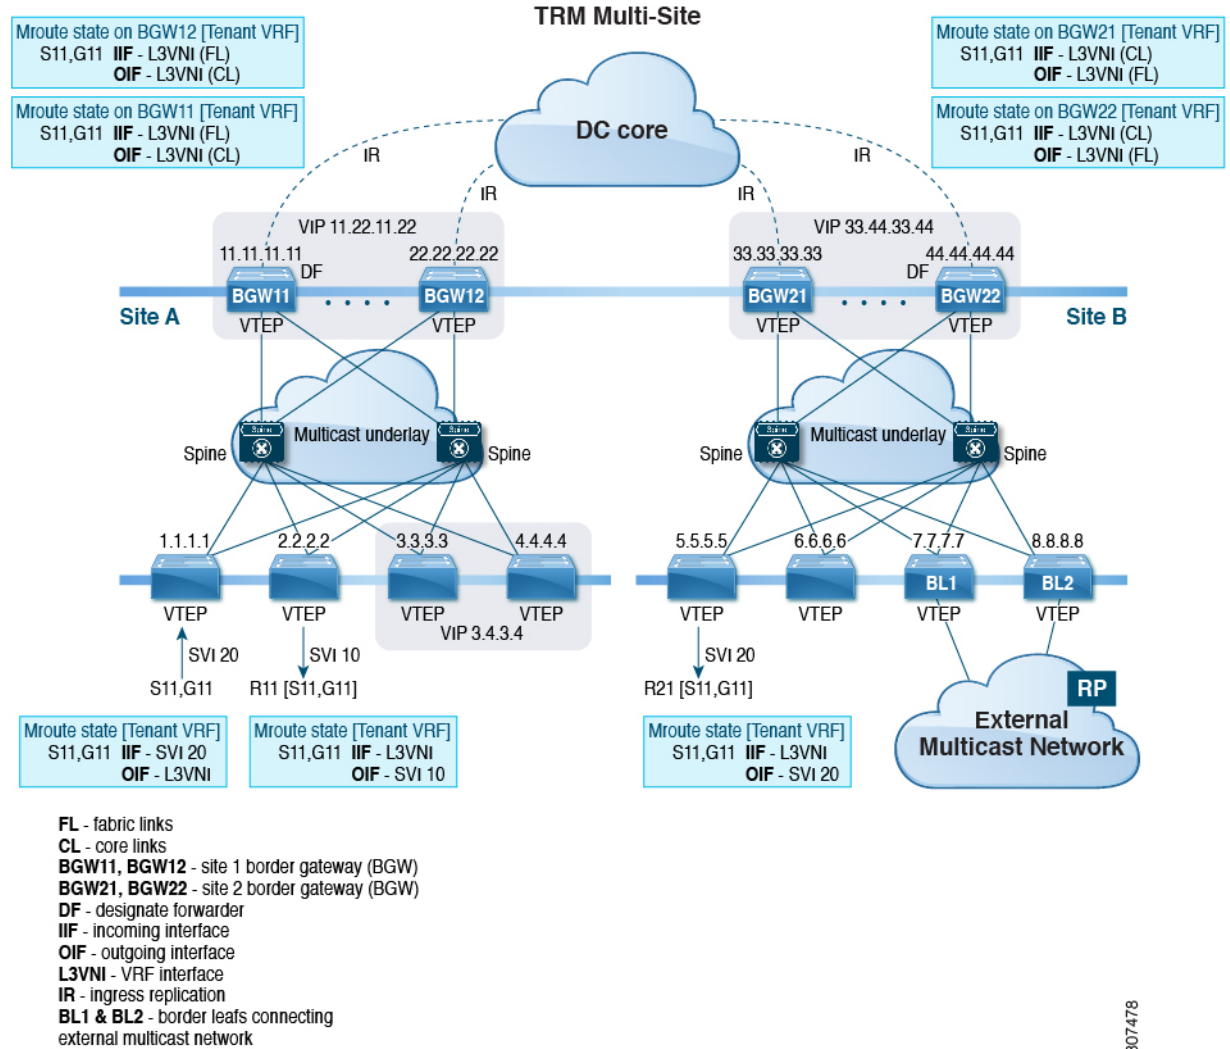 TRM Multi-Site
Mroute state on BGW12 [Tenant VRF]
S11,G11 IIF - L3VNI (FL)
OIF - L3VNI (CL)
Mroute state on BGW11 [Tenant VRF]
S11,G11 IIF - L3VNI (FL)
OIF - L3VNI (CL)
Mroute state on BGW21 [Tenant VRF]
S11,G11 IIF - L3VNI (CL)
OIF - L3VNI (FL)
Mroute state on BGW22 [Tenant VRF]
S11,G11 IIF - L3VNI (CL)
OIF - L3VNI (FL)
DC core
IR
IR
IR
IR
VIP 11.22.11.22
VIP 33.44.33.44
11.11.11.11
DF
22.22.22.22
33.33.33.33
DF
44.44.44.44
BGW11
BGW12
BGW21
BGW22
Site A
VTEP
VTEP
VTEP
VTEP
Site B
Spine
Spine
Spine
Spine
Multicast underlay
Multicast underlay
Spine
Spine
Spine
Spine
1.1.1.1
2.2.2.2
3.3.3.3
4.4.4.4
5.5.5.5
6.6.6.6
7.7.7.7
8.8.8.8
BL1
BL2
VTEP
VTEP
VTEP
VTEP
VTEP
VTEP
VTEP
VTEP
VIP 3.4.3.4
SVI 20
SVI 10
SVI 20
S11,G11
R11 [S11,G11]
R21 [S11,G11]
RP
External
Multicast Network
Mroute state [Tenant VRF]
S11,G11 IIF - SVI 20
OIF - L3VNI
Mroute state [Tenant VRF]
S11,G11 IIF - L3VNI
OIF - SVI 10
Mroute state [Tenant VRF]
S11,G11 IIF - L3VNI
OIF - SVI 20
FL - fabric links
CL - core links
BGW11, BGW12 - site 1 border gateway (BGW)
BGW21, BGW22 - site 2 border gateway (BGW)
DF - designate forwarder
IIF - incoming interface
OIF - outgoing interface
L3VNI - VRF interface
IR - ingress replication
BL1 & BL2 - border leafs connecting
external multicast network
307478